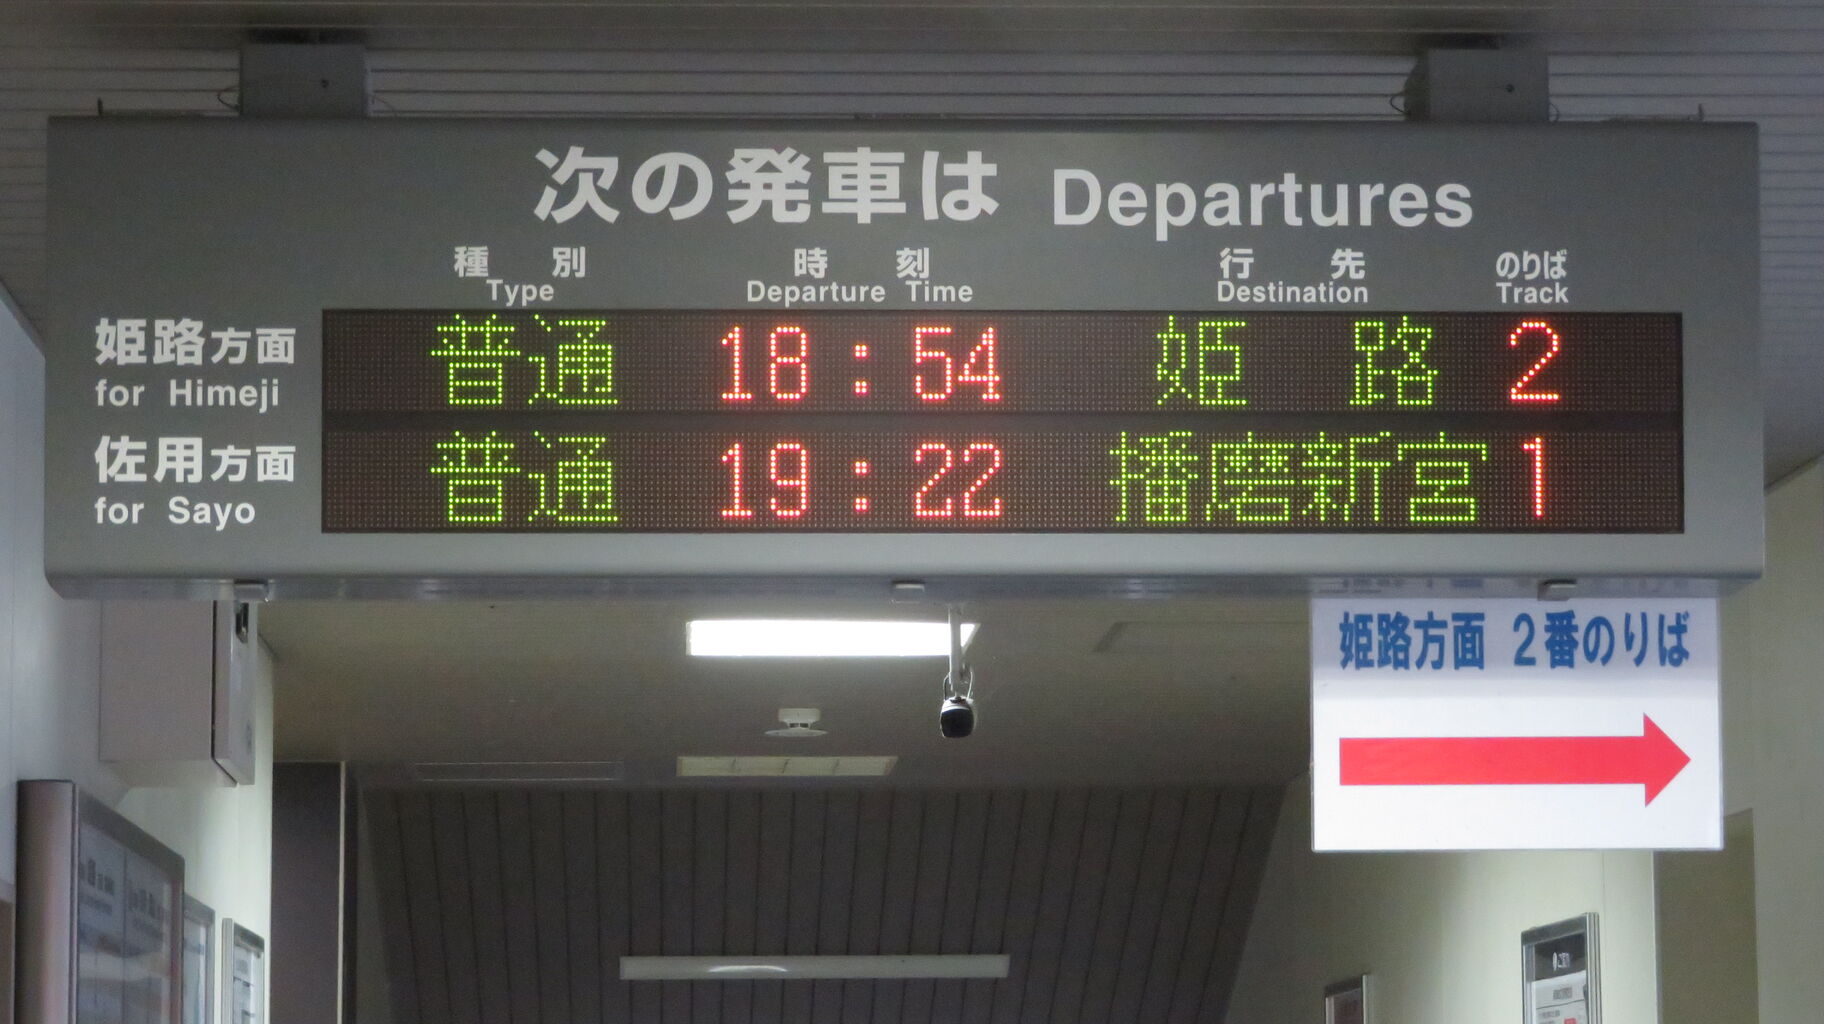 次の発車は Departures
種別 時刻 行先 のりば
Type Departure Time Destination Track
姫路方面 普通 18:54 姫路 2
for Himeji
佐用方面 普通 19:22 播磨新宮 1
for Sayo
姫路方面 2番のりば